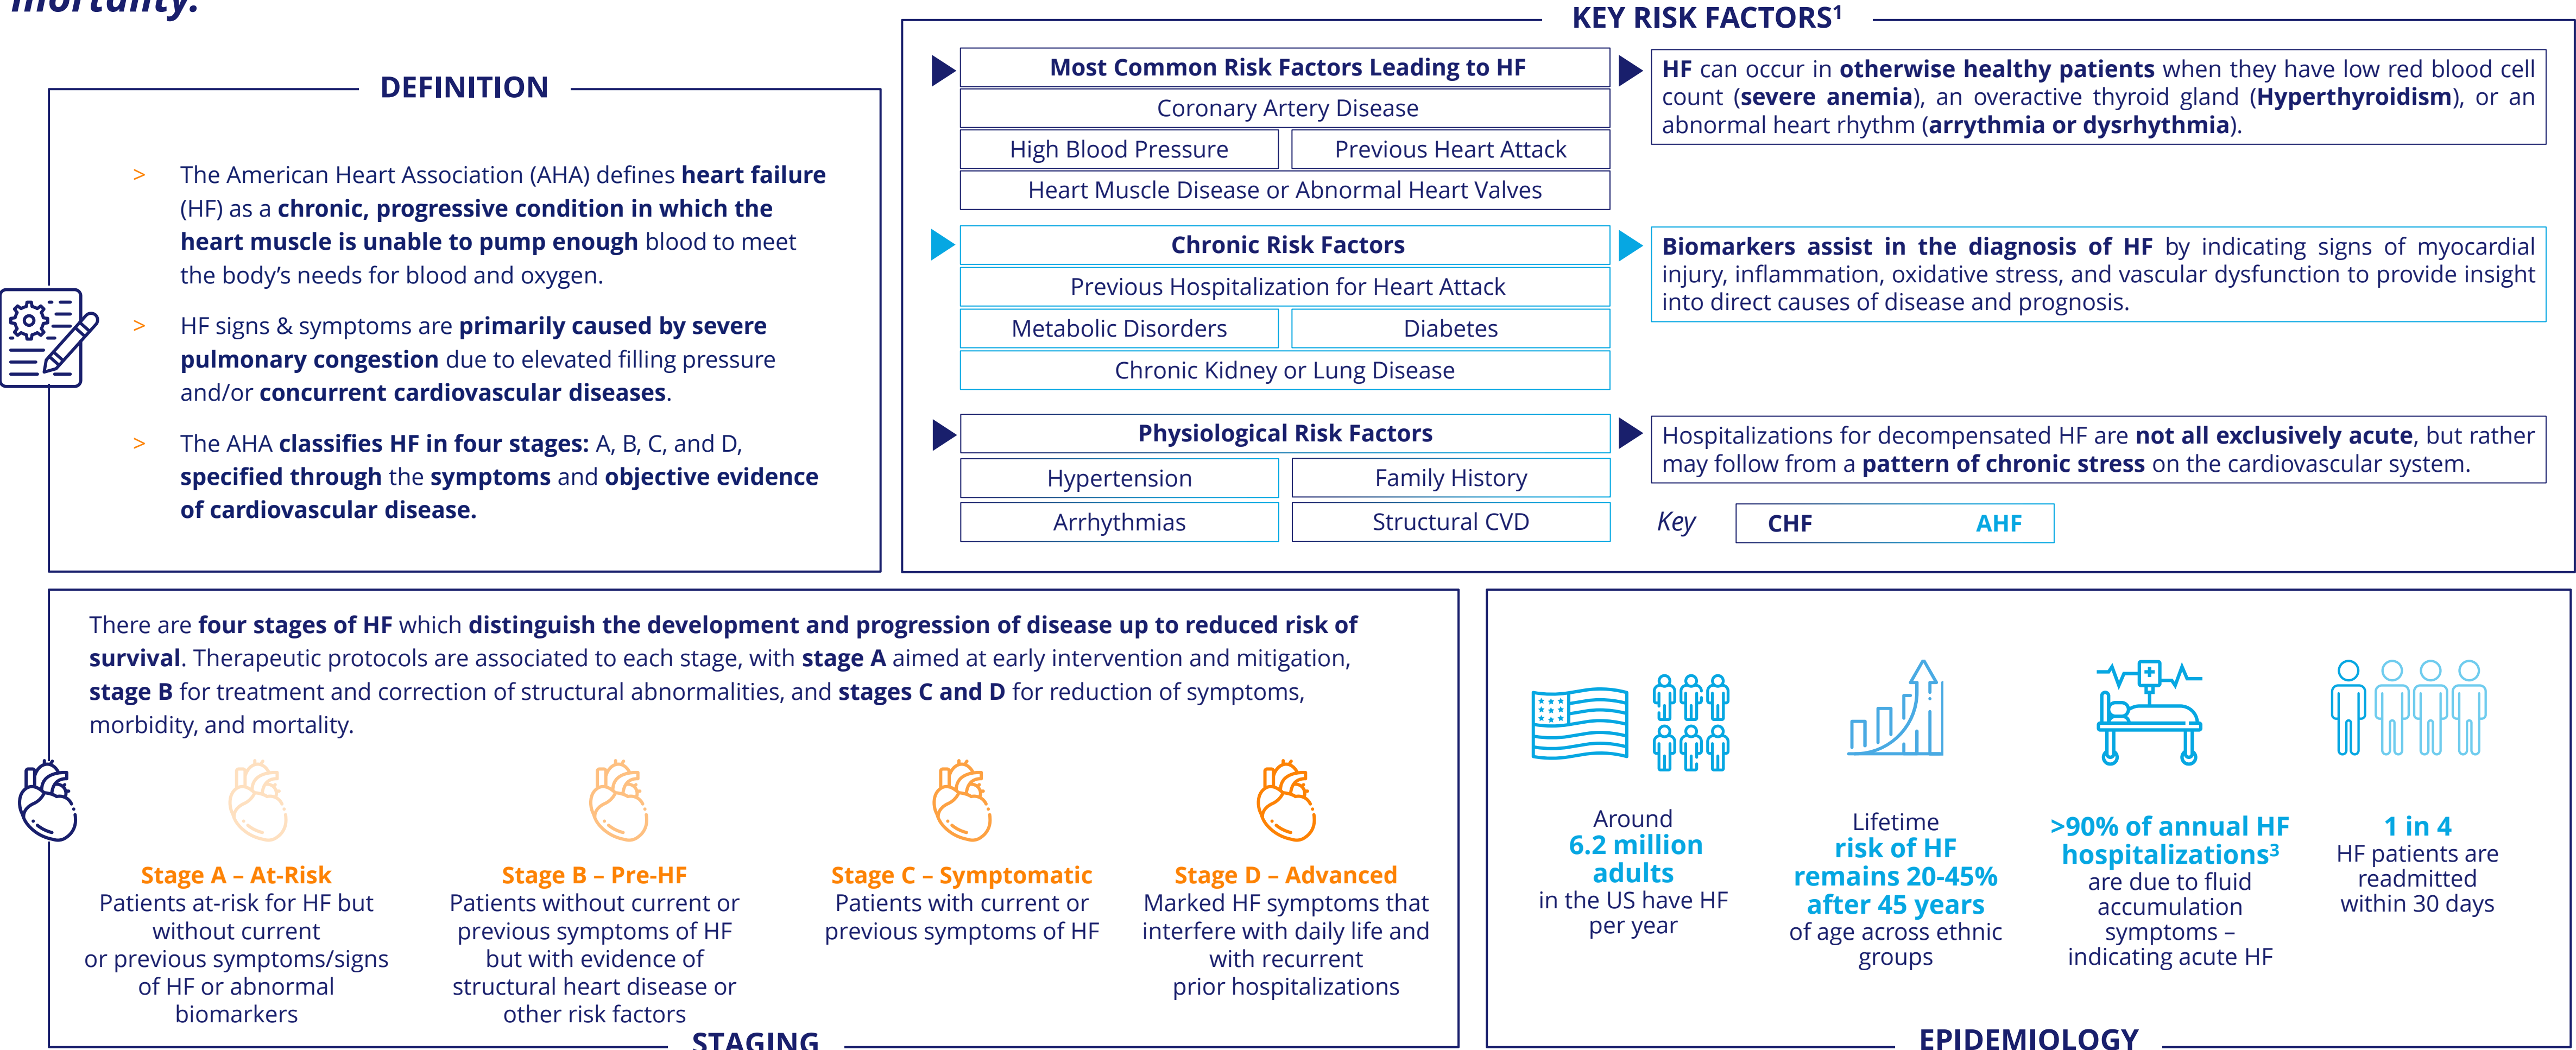 mortality.
DEFINITION
> The American Heart Association (AHA) defines heart failure
(HF) as a chronic, progressive condition in which the
heart muscle is unable to pump enough blood to meet
the body’s needs for blood and oxygen.
> HF signs & symptoms are primarily caused by severe
pulmonary congestion due to elevated filling pressure
and/or concurrent cardiovascular diseases.
> The AHA classifies HF in four stages: A, B, C, and D,
specified through the symptoms and objective evidence
of cardiovascular disease.
KEY RISK FACTORS¹
Most Common Risk Factors Leading to HF
Coronary Artery Disease
High Blood Pressure
Previous Heart Attack
Heart Muscle Disease or Abnormal Heart Valves
HF can occur in otherwise healthy patients when they have low red blood cell
count (severe anemia), an overactive thyroid gland (Hyperthyroidism), or an
abnormal heart rhythm (arrythmia or dysrhythmia).
Chronic Risk Factors
Previous Hospitalization for Heart Attack
Metabolic Disorders
Diabetes
Chronic Kidney or Lung Disease
Biomarkers assist in the diagnosis of HF by indicating signs of myocardial
injury, inflammation, oxidative stress, and vascular dysfunction to provide insight
into direct causes of disease and prognosis.
Physiological Risk Factors
Hypertension
Family History
Arrhythmias
Structural CVD
Hospitalizations for decompensated HF are not all exclusively acute, but rather
may follow from a pattern of chronic stress on the cardiovascular system.
Key
CHF
AHF
There are four stages of HF which distinguish the development and progression of disease up to reduced risk of
survival. Therapeutic protocols are associated to each stage, with stage A aimed at early intervention and mitigation,
stage B for treatment and correction of structural abnormalities, and stages C and D for reduction of symptoms,
morbidity, and mortality.
Stage A – At-Risk
Patients at-risk for HF but
without current
or previous symptoms/signs
of HF or abnormal
biomarkers
Stage B – Pre-HF
Patients without current or
previous symptoms of HF
but with evidence of
structural heart disease or
other risk factors
Stage C – Symptomatic
Patients with current or
previous symptoms of HF
Stage D – Advanced
Marked HF symptoms that
interfere with daily life and
with recurrent
prior hospitalizations
STAGING
Around
6.2 million
adults
in the US have HF
per year
Lifetime
risk of HF
remains 20-45%
after 45 years
of age across ethnic
groups
>90% of annual HF
hospitalizations³
are due to fluid
accumulation
symptoms –
indicating acute HF
1 in 4
HF patients are
readmitted
within 30 days
EPIDEMIOLOGY